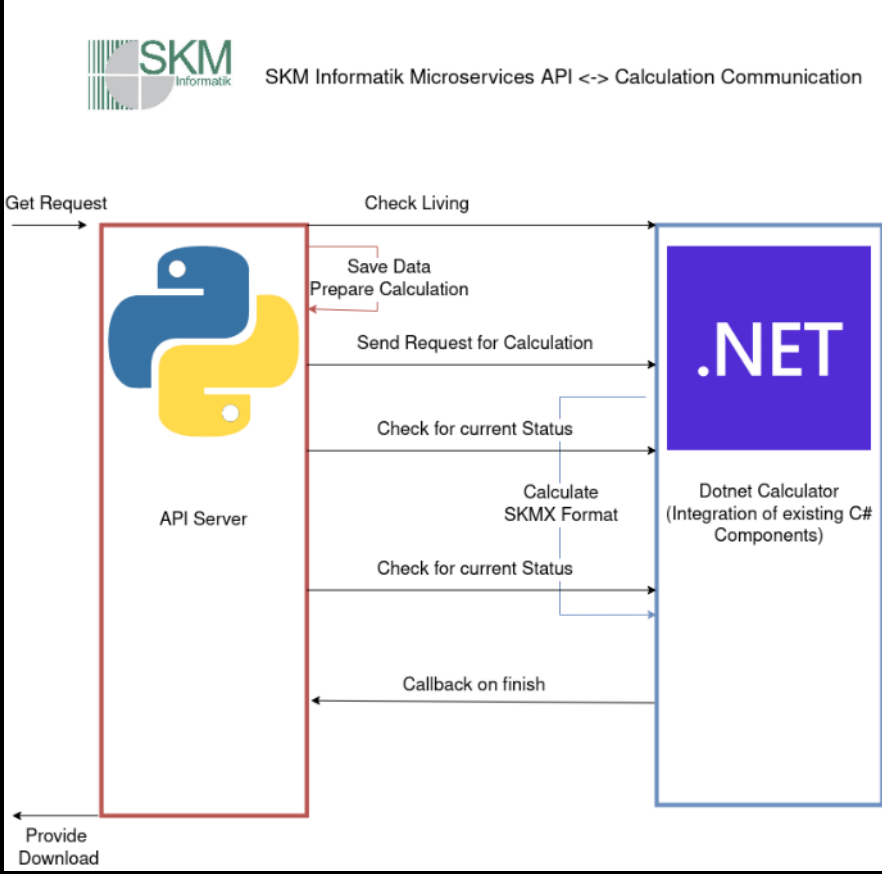 SKM
Informatik
SKM Informatik Microservices API <-> Calculation Communication
Get Request
Check Living
Save Data
Prepare Calculation
Send Request for Calculation
.NET
Check for current Status
Calculate
SKMX Format
API Server
Dotnet Calculator
(Integration of existing C#
Components)
Check for current Status
Callback on finish
Provide
Download